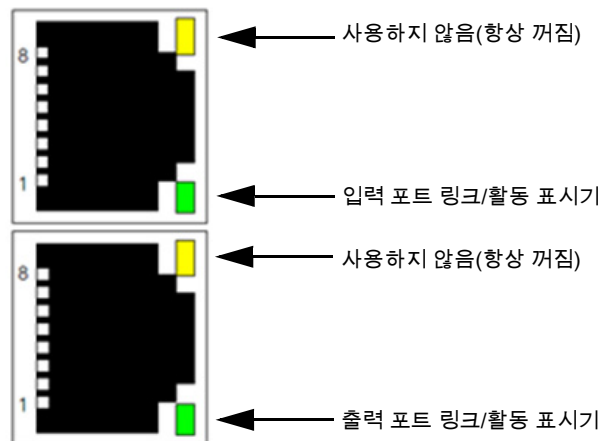 8
사용하지 않음(항상 꺼짐)
1
입력 포트 링크/활동 표시기
8
사용하지 않음(항상 꺼짐)
1
출력 포트 링크/활동 표시기